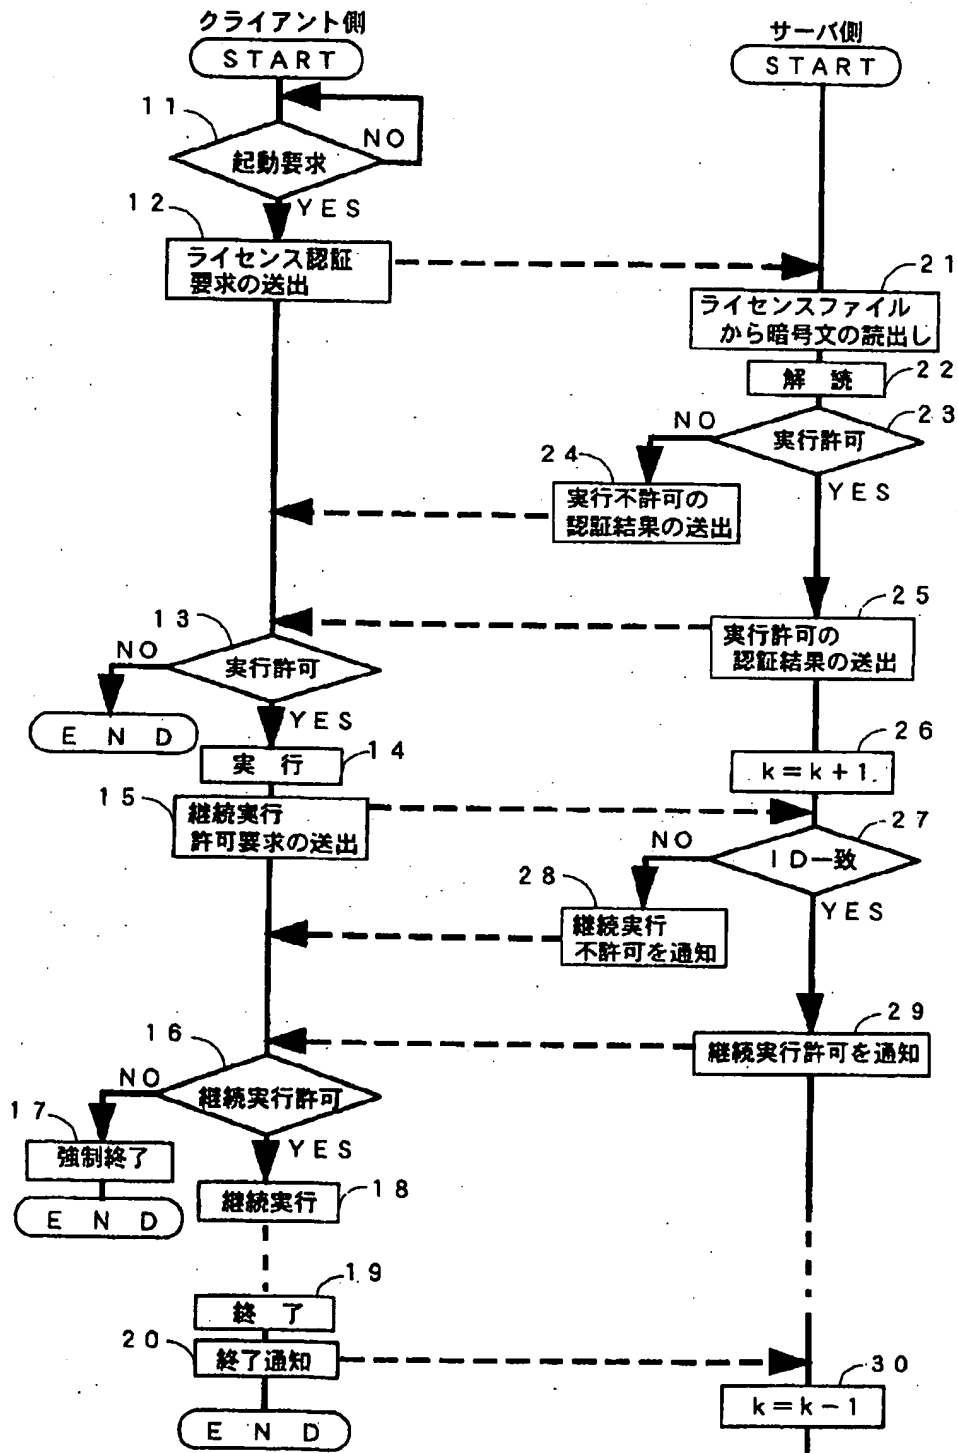 クライアント側
サーバ側
START
START
11
NO
起動要求
12
YES
ライセンス認証
要求の送出
21
ライセンスファイル
から暗号文の読出し
22
解 読
23
NO
実行許可
24
YES
実行不許可の
認証結果の送出
25
13
実行許可の
認証結果の送出
NO
実行許可
YES
END
26
14
実 行
k=k+1.
15
継続実行
許可要求の送出
27
NO
ID一致
28
YES
継続実行
不許可を通知
29
16
継続実行許可を通知
NO
継続実行許可
17
YES
強制終了
18
継続実行
END
19
終 了
20
終了通知
30
k=k-1
END